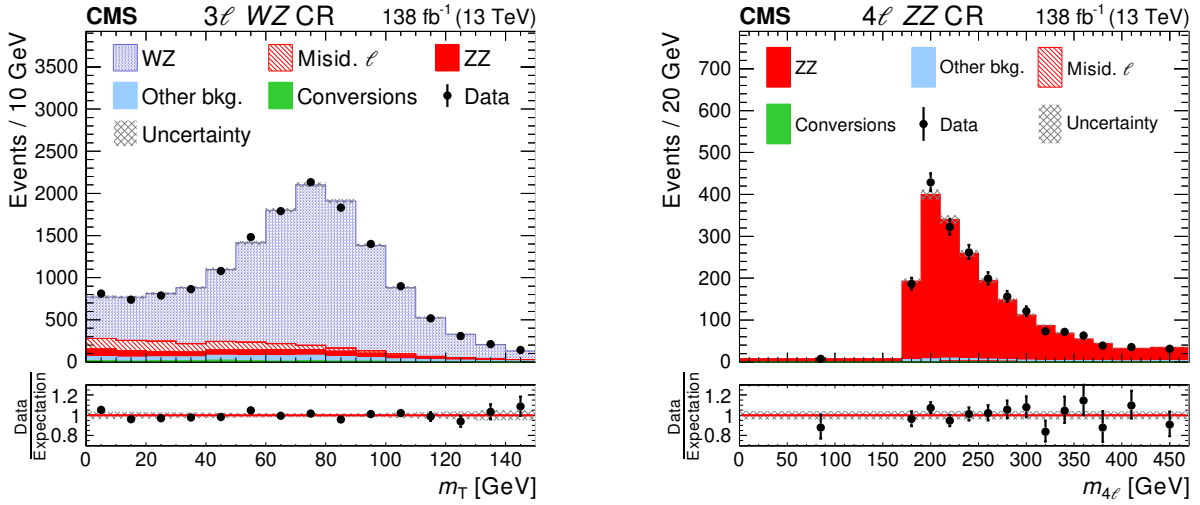 CMS 3ℓ WZ CR 138 fb⁻¹ (13 TeV)
Events / 10 GeV
3500
3000
2500
2000
1500
1000
500
0
WZ Misid. ℓ ZZ
Other bkg. Conversions Data
Uncertainty
Data
Expectation
1.2
1
0.8
0 20 40 60 80 100 120 140
m_T [GeV]
CMS 4ℓ ZZ CR 138 fb⁻¹ (13 TeV)
Events / 20 GeV
700
600
500
400
300
200
100
0
ZZ Other bkg. Misid. ℓ
Conversions Data Uncertainty
Data
Expectation
1.2
1
0.8
0 50 100 150 200 250 300 350 400 450
m_4ℓ [GeV]